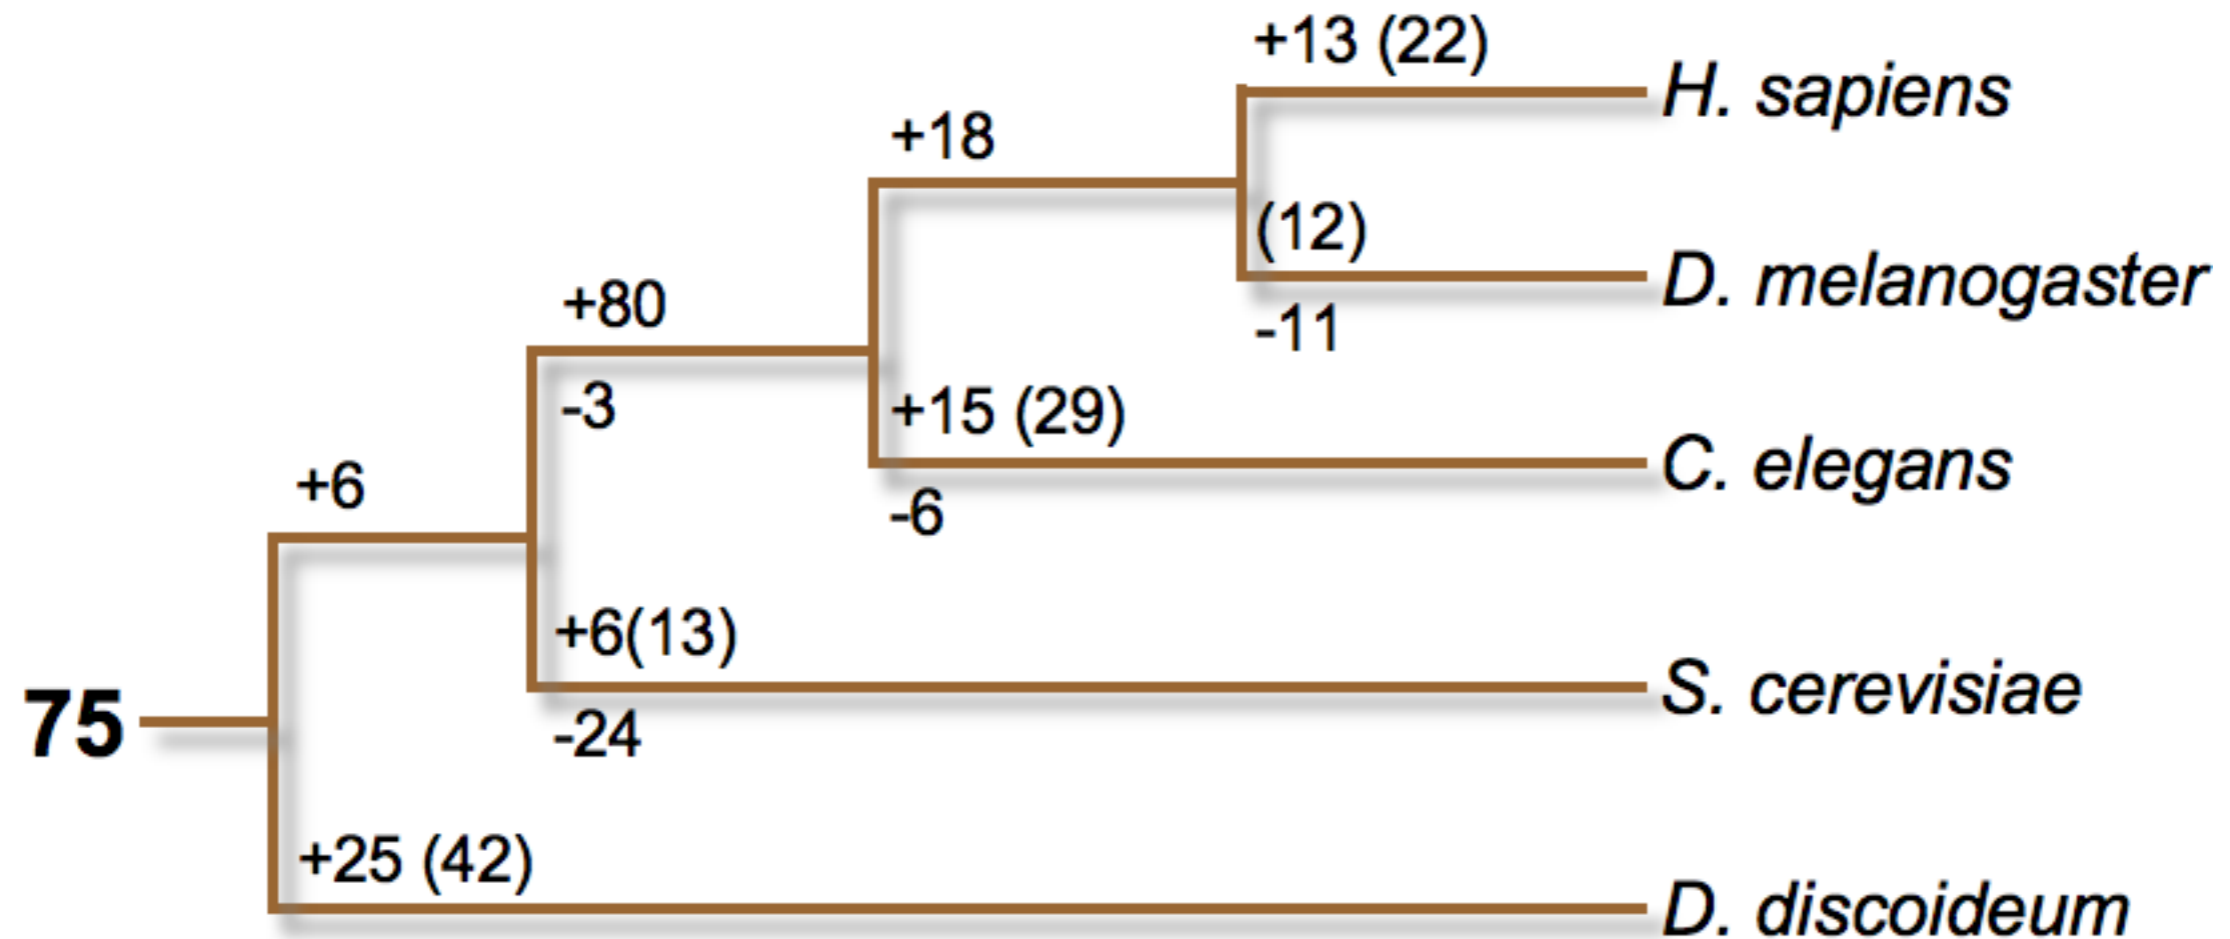 +13 (22)
H. sapiens
+18
(12)
D. melanogaster
-11
+80
-3
+15 (29)
C. elegans
-6
+6
+6(13)
S. cerevisiae
-24
75
+25 (42)
D. discoideum